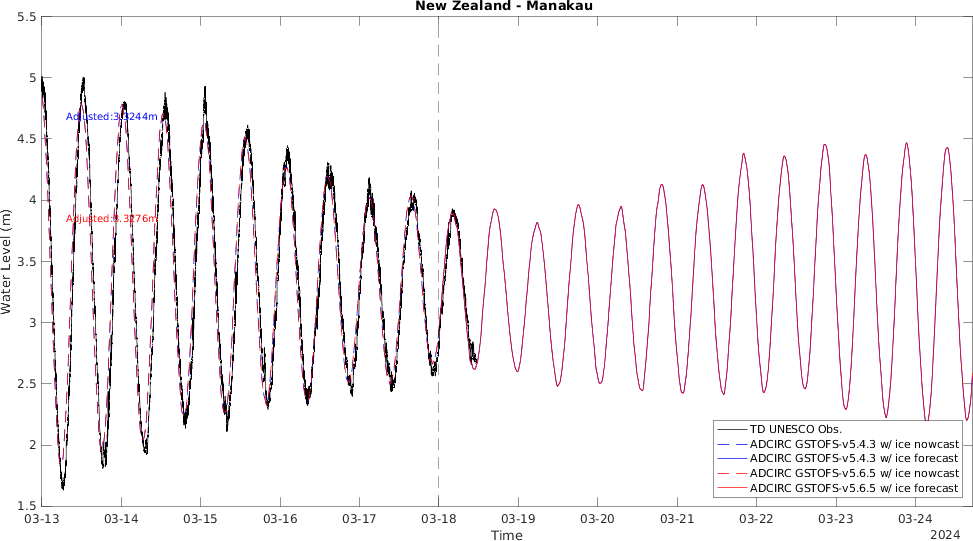 New Zealand - Manakau
5.5
5
4.5
4
3.5
3
2.5
2
1.5
Water Level (m)
Adjusted:3.3244m
Adjusted:3.3276m
TD UNESCO Obs.
ADCIRC GSTOFS-v5.4.3 w/ ice nowcast
ADCIRC GSTOFS-v5.4.3 w/ ice forecast
ADCIRC GSTOFS-v5.6.5 w/ ice nowcast
ADCIRC GSTOFS-v5.6.5 w/ ice forecast
03-13 03-14 03-15 03-16 03-17 03-18 03-19 03-20 03-21 03-22 03-23 03-24
Time
2024